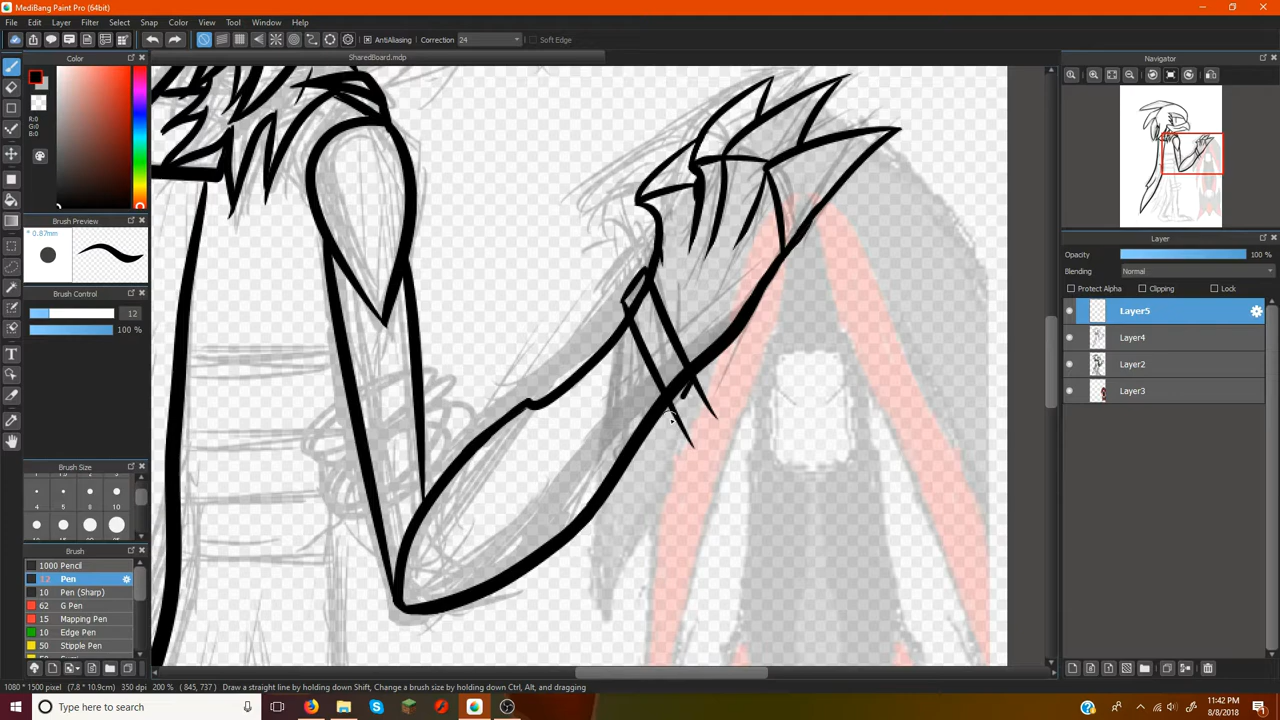 MediBang Paint Pro (64bit)
File Edit Layer Filter Select Snap Color View Tool Window Help
AntiAliasing Correction 24 Soft Edge
Color
SharedBoard.mdp
Navigator
R:0
G:0
B:0
Brush Preview
* 0.87mm
Layer
Opacity 100 %
Blending Normal
Protect Alpha Clipping Lock
Brush Control
12
100 %
Layer5
Layer4
Layer2
Layer3
Brush Size
4 5 8 10
Brush
1000 Pencil
12 Pen
10 Pen (Sharp)
62 G Pen
15 Mapping Pen
10 Edge Pen
50 Stipple Pen
1080 * 1500 pixel (7.8 * 10.9cm) 350 dpi 200 % ( 845, 737 ) Draw a straight line by holding down Shift, Change a brush size by holding down Ctrl, Alt, and dragging
Type here to search
11:42 PM
8/8/2018